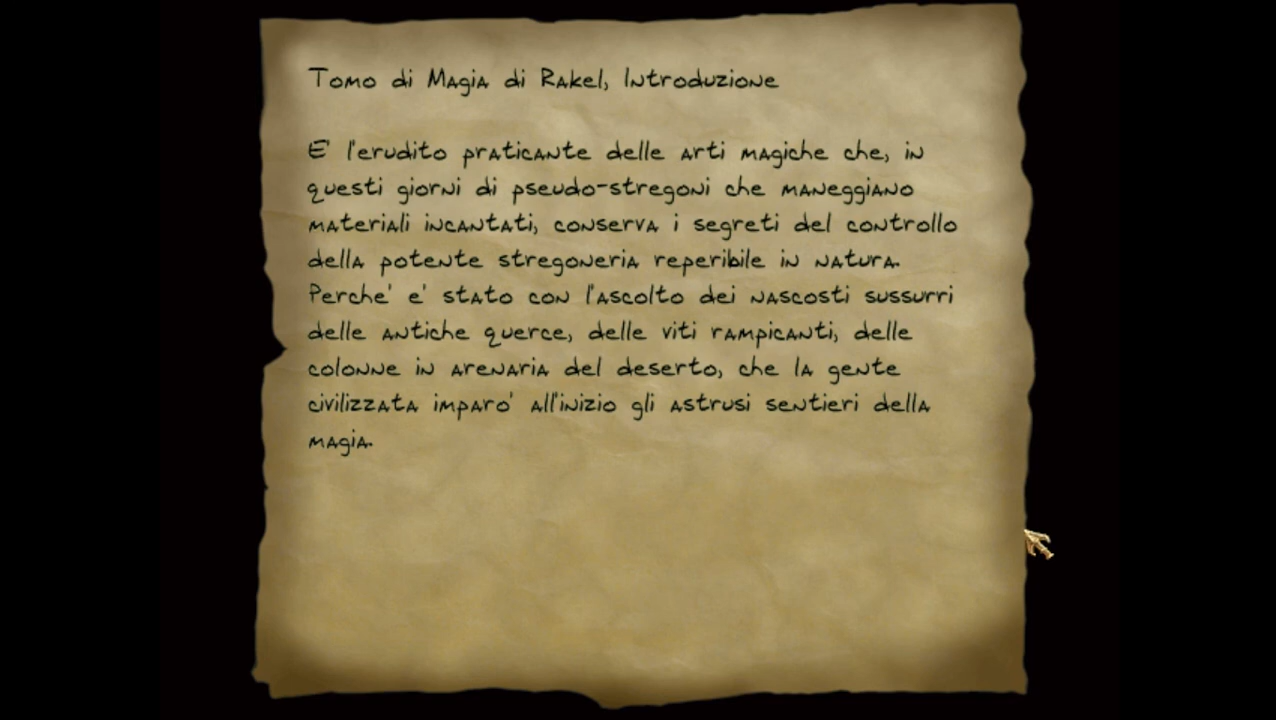 Tomo di Magia di Rakel, Introduzione
E' l'erudito praticante delle arti magiche che, in
questi giorni di pseudo-stregoni che maneggiano
materiali incantati, conserva i segreti del controllo
della potente stregoneria reperibile in natura.
Perche' e' stato con l'ascolto dei nascosti sussurri
delle antiche querce, delle viti rampicanti, delle
colonne in arenaria del deserto, che la gente
civilizzata imparo' all'inizio gli astrusi sentieri della
magia.